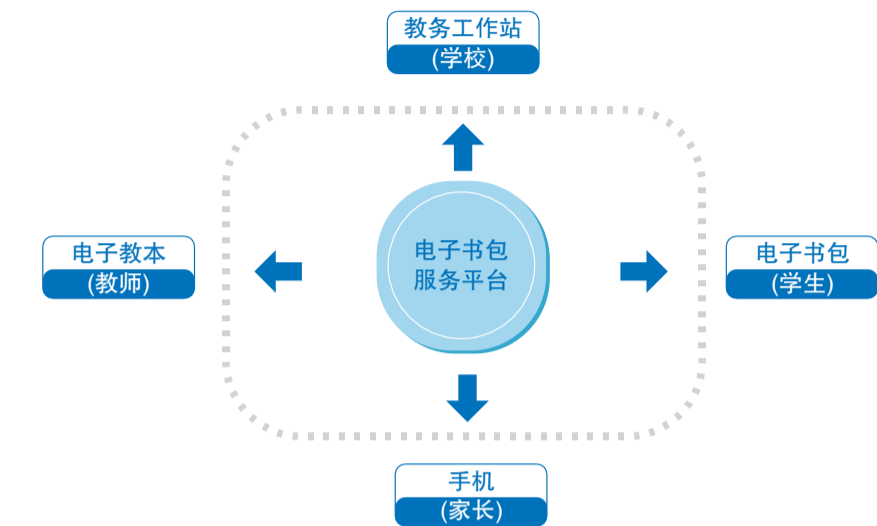 教务工作站
(学校)
电子教本
(教师)
电子书包
服务平台
电子书包
(学生)
手机
(家长)